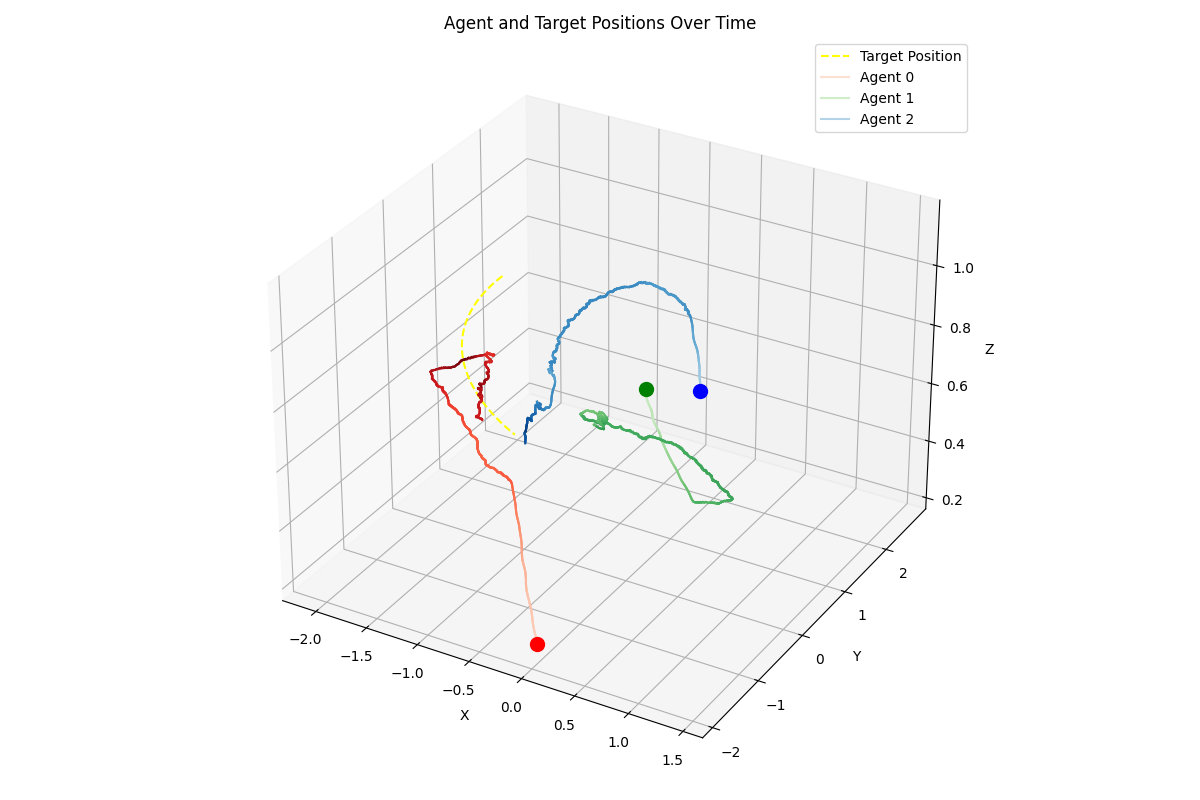 Agent and Target Positions Over Time
Target Position
Agent 0
Agent 1
Agent 2
1.0
0.8
Z
0.6
0.4
0.2
2
1
0
Y
−1
−2
−2.0
−1.5
−1.0
−0.5
0.0
X
0.5
1.0
1.5